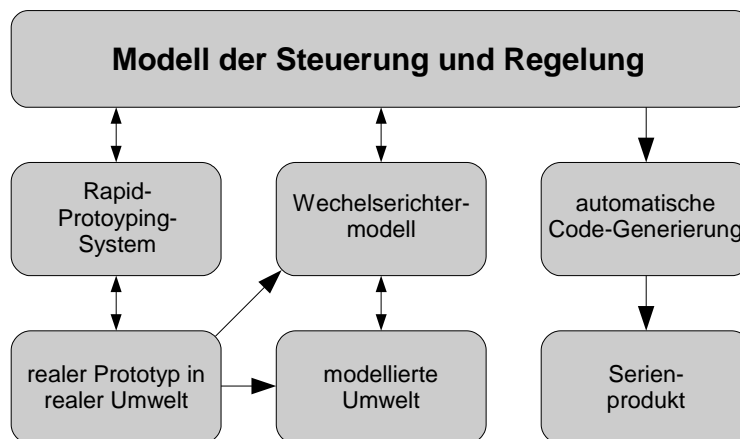 Modell der Steuerung und Regelung
Rapid-
Protoyping-
System
Wechelserichter-
modell
automatische
Code-Generierung
realer Prototyp in
realer Umwelt
modellierte
Umwelt
Serien-
produkt